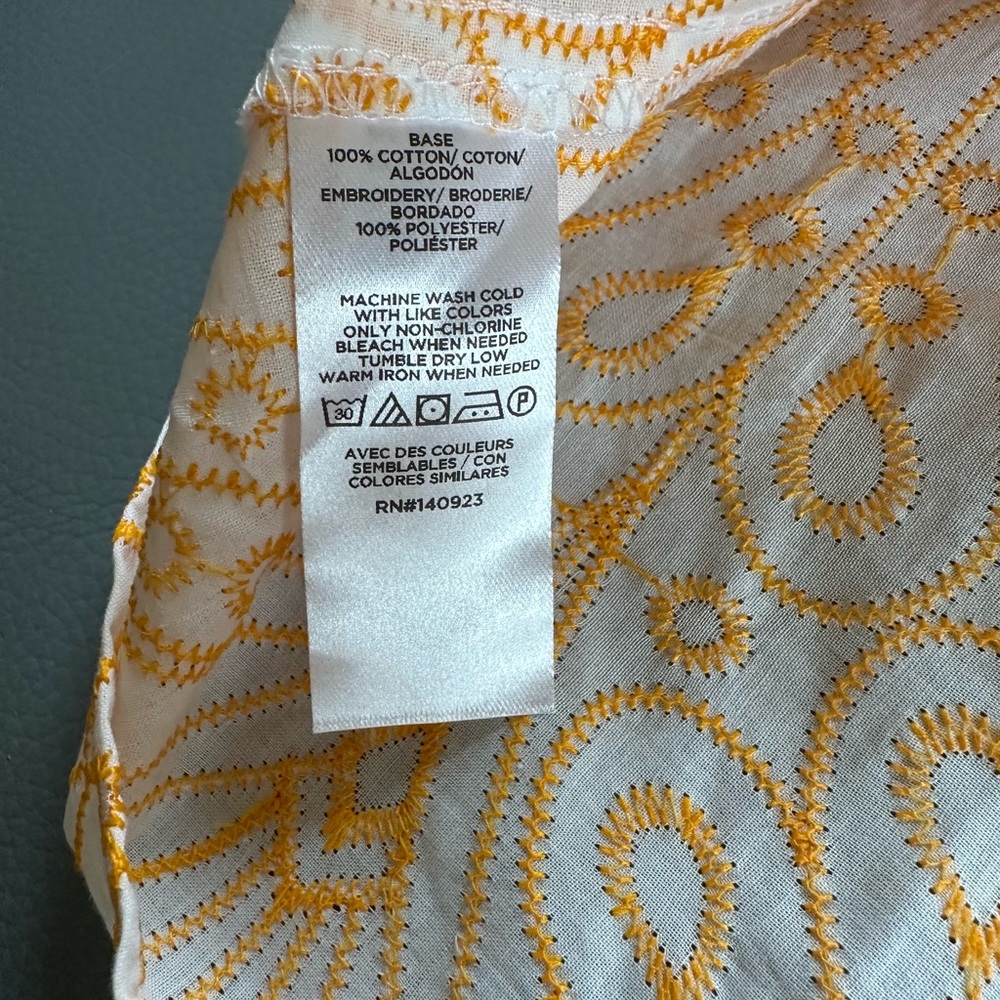 BASE
100% COTTON/ COTON/
ALGODÓN
EMBROIDERY/ BRODERIE/
BORDADO
100% POLYESTER/
POLIÉSTER
MACHINE WASH COLD
WITH LIKE COLORS
ONLY NON-CHLORINE
BLEACH WHEN NEEDED
TUMBLE DRY LOW
WARM IRON WHEN NEEDED
30 P
AVEC DES COULEURS
SEMBLABLES / CON
COLORES SIMILARES
RN#140923